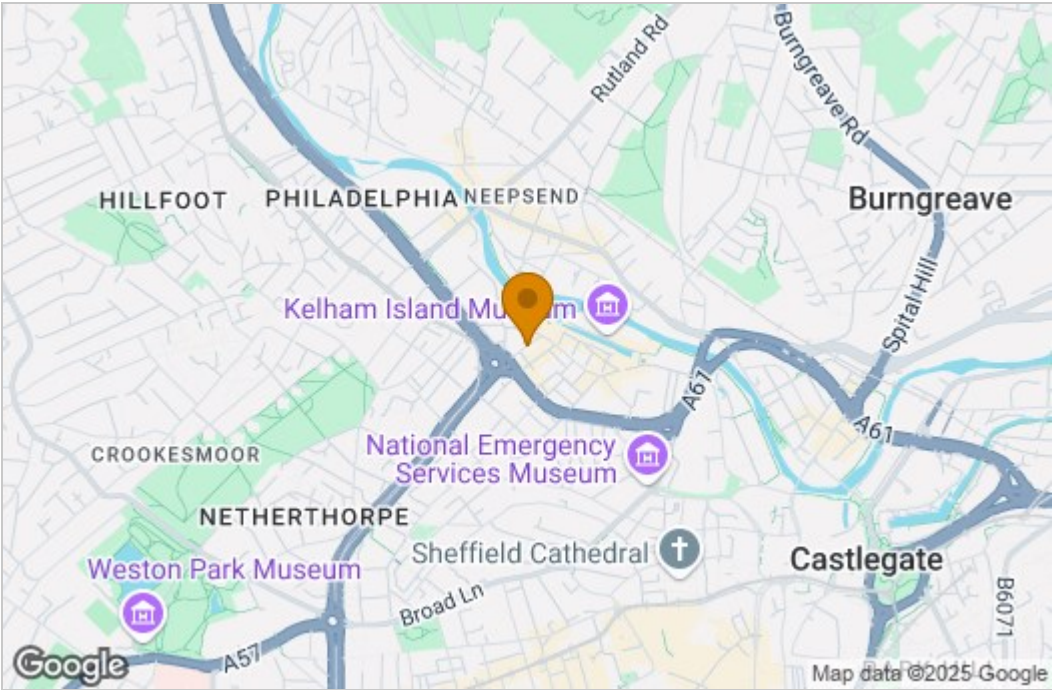 Rutland Rd
Burngreave Rd
HILLFOOT
PHILADELPHIA
NEEPSEND
Burngreave
Spital Hill
Kelham Island Museum
A61
A61
National Emergency
Services Museum
CROOKESMOOR
NETHERTHORPE
Sheffield Cathedral
Castlegate
Weston Park Museum
Broad Ln
B6071
A57
Google
Map data ©2025 Google